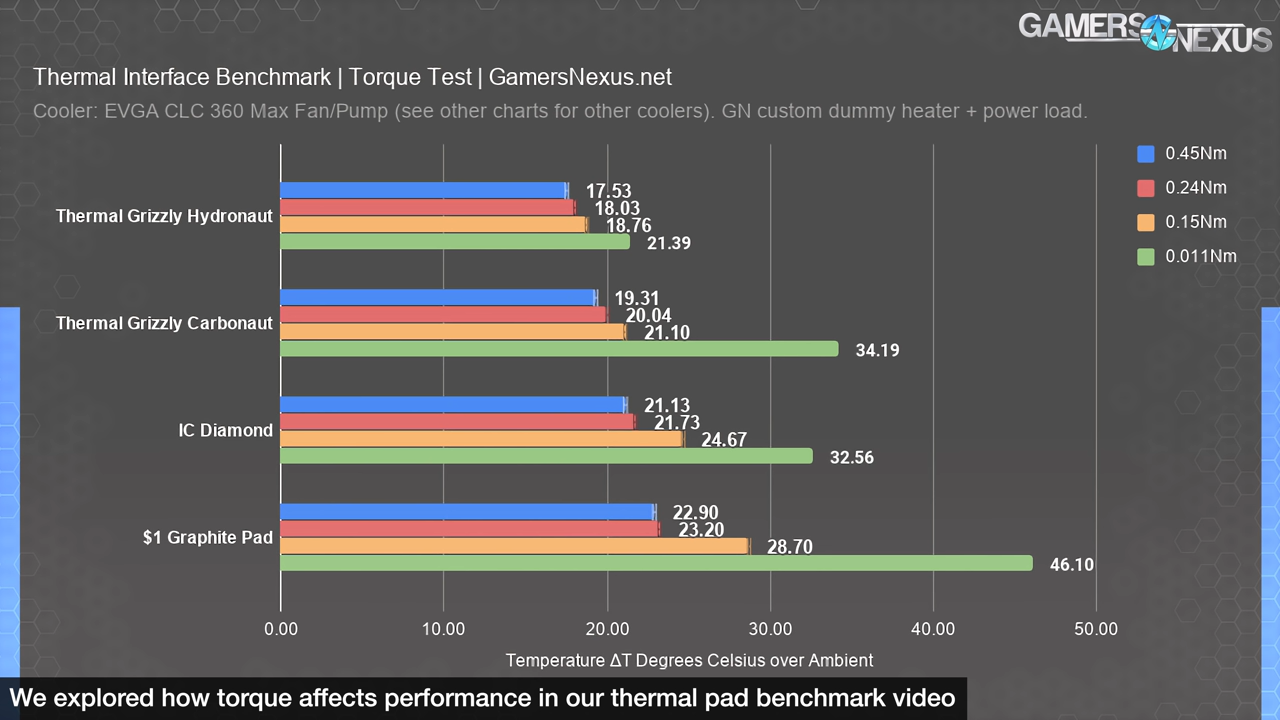 GAMERS NEXUS
Thermal Interface Benchmark | Torque Test | GamersNexus.net
Cooler: EVGA CLC 360 Max Fan/Pump (see other charts for other coolers). GN custom dummy heater + power load.
0.45Nm
0.24Nm
0.15Nm
0.011Nm
Thermal Grizzly Hydronaut
17.53
18.03
18.76
21.39
Thermal Grizzly Carbonaut
19.31
20.04
21.10
34.19
IC Diamond
21.13
21.73
24.67
32.56
$1 Graphite Pad
22.90
23.20
28.70
46.10
0.00 10.00 20.00 30.00 40.00 50.00
Temperature ΔT Degrees Celsius over Ambient
We explored how torque affects performance in our thermal pad benchmark video